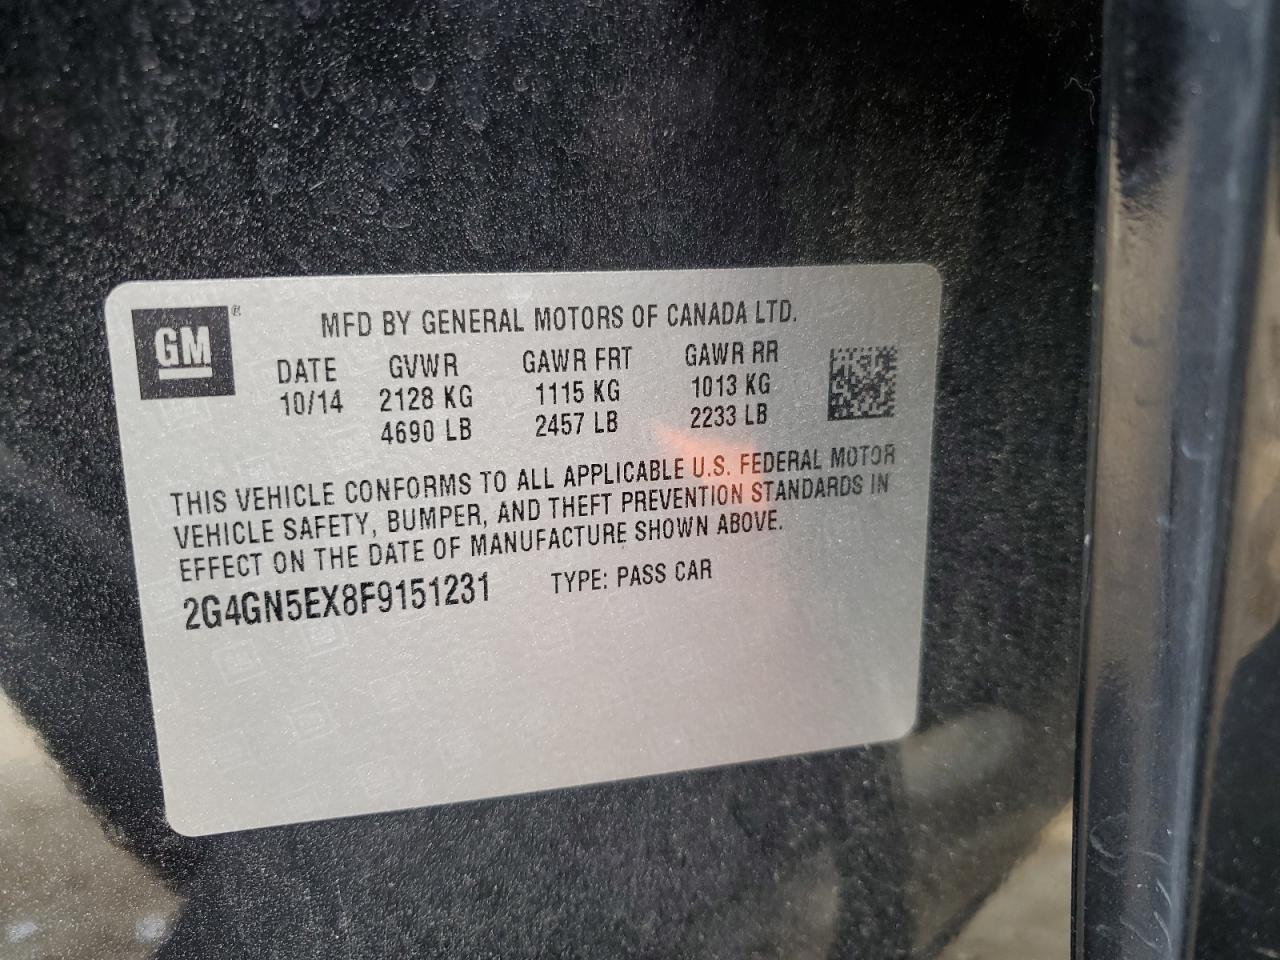 GM®
MFD BY GENERAL MOTORS OF CANADA LTD.
DATE GVWR GAWR FRT GAWR RR
10/14 2128 KG 1115 KG 1013 KG
4690 LB 2457 LB 2233 LB
THIS VEHICLE CONFORMS TO ALL APPLICABLE U.S. FEDERAL MOTOR
VEHICLE SAFETY, BUMPER, AND THEFT PREVENTION STANDARDS IN
EFFECT ON THE DATE OF MANUFACTURE SHOWN ABOVE.
2G4GN5EX8F9151231 TYPE: PASS CAR